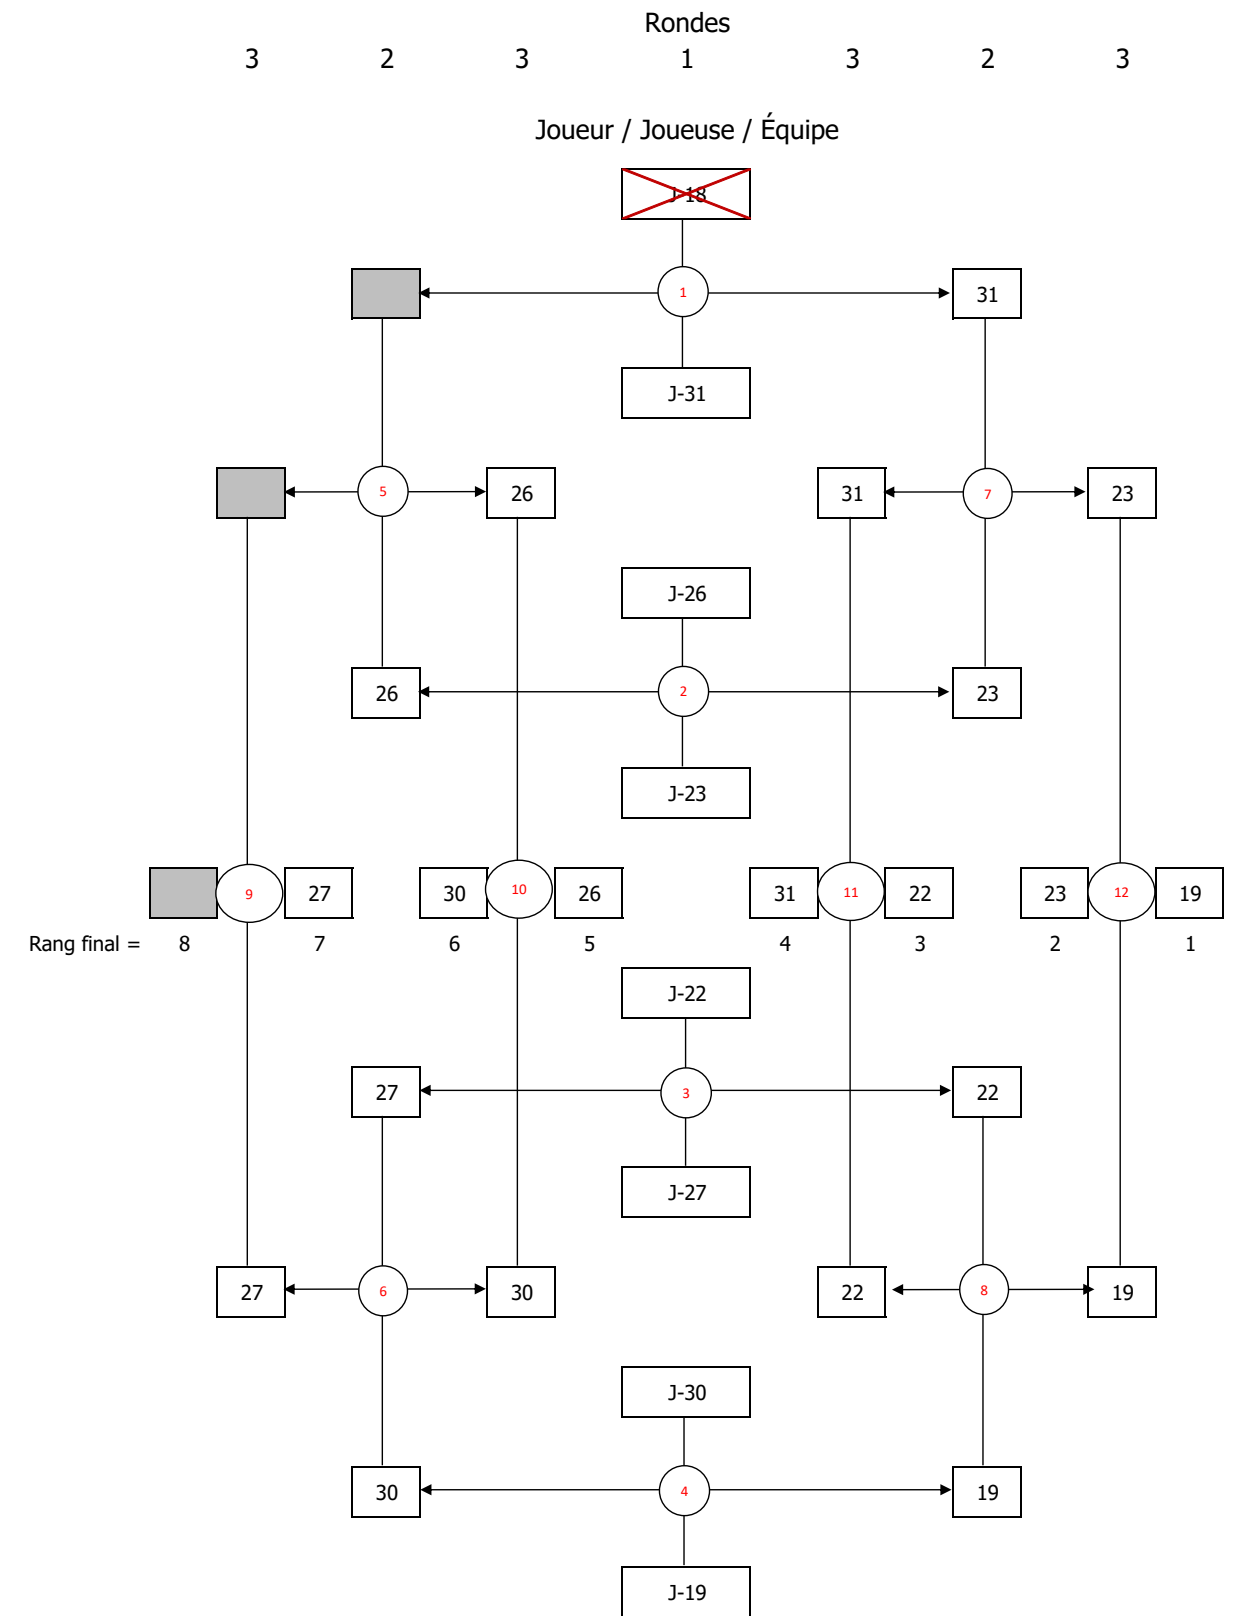 Rondes
3 2 3 1 3 2 3
Joueur / Joueuse / Équipe
J-18
1 31
J-31
5 26 31 7 23
J-26
26 2 23
J-23
9 27 30 10 26 31 11 22 23 12 19
Rang final = 8 7 6 5 4 3 2 1
J-22
27 3 22
J-27
27 6 30 22 8 19
J-30
30 4 19
J-19